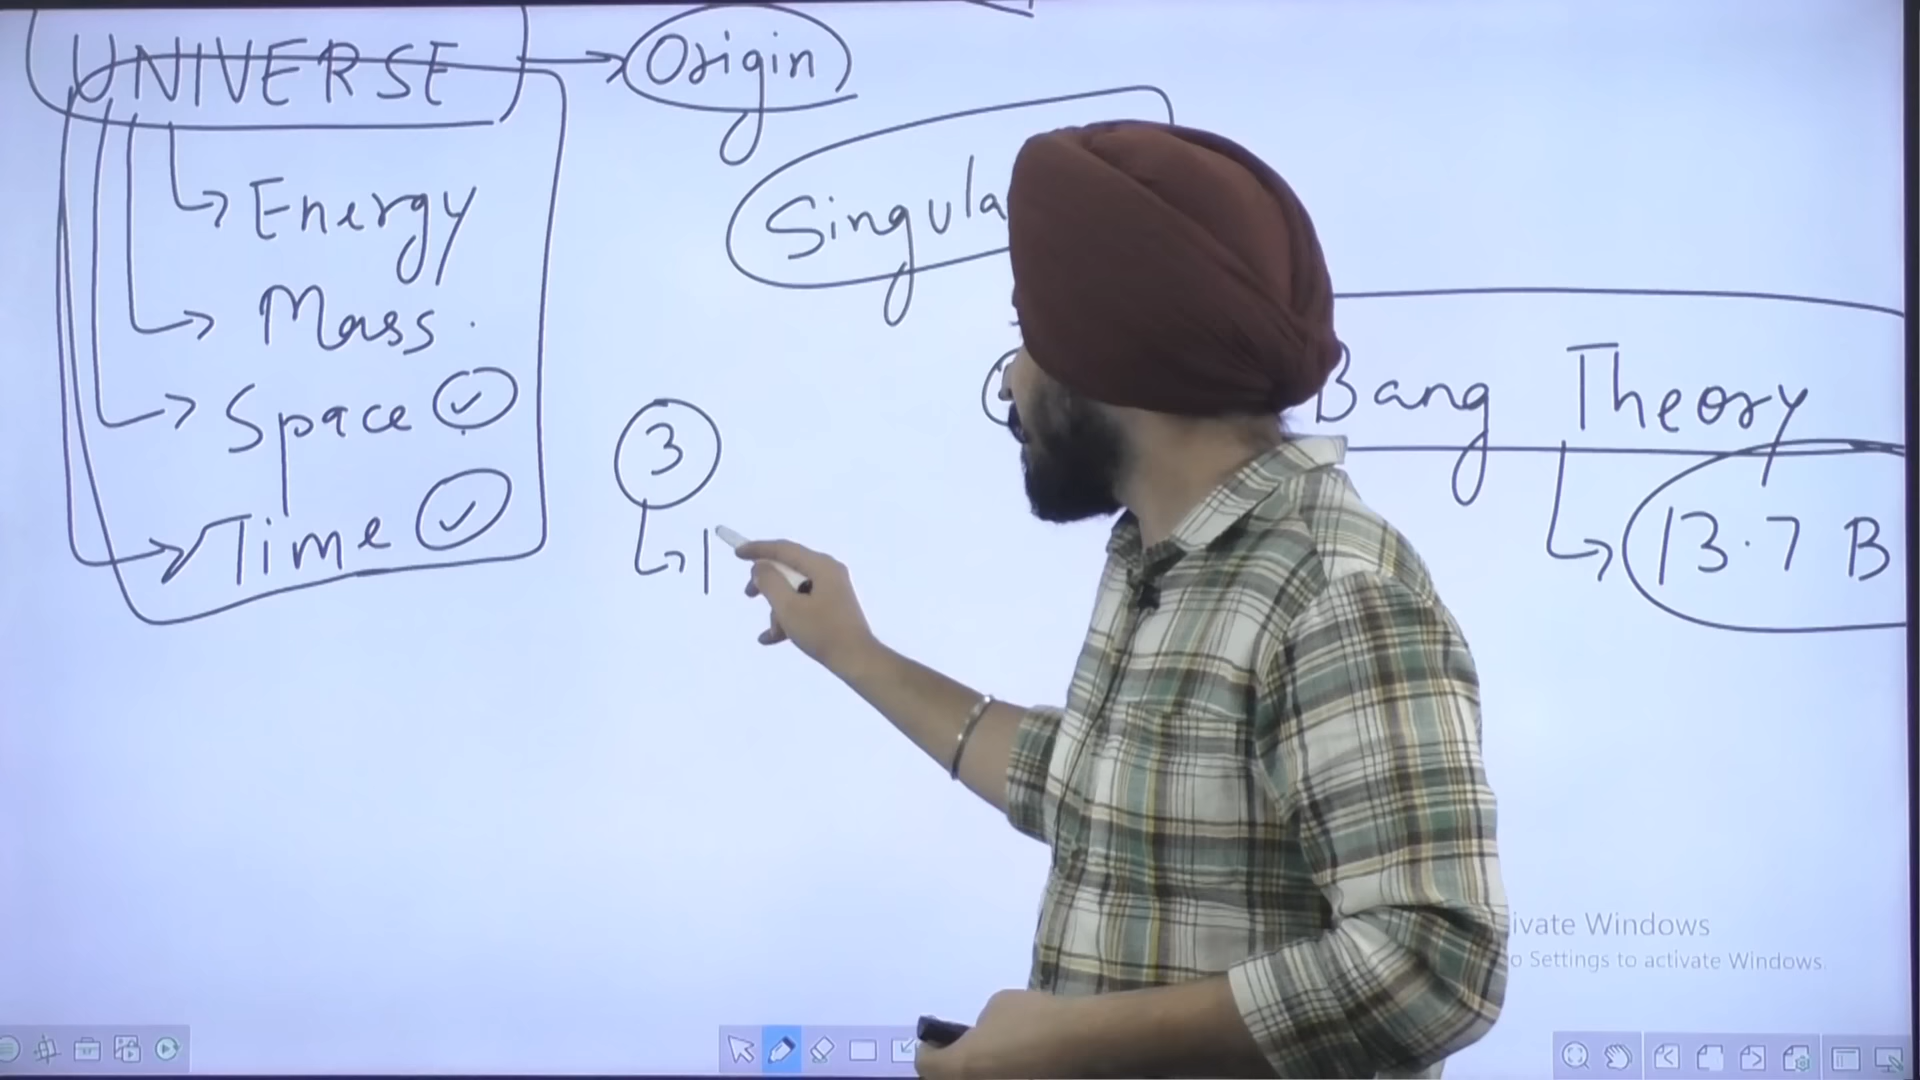 UNIVERSE
Origin
Energy
Singula
Mass
Space
Bang Theory
3
Time
13.7 B
ivate Windows
o Settings to activate Windows.